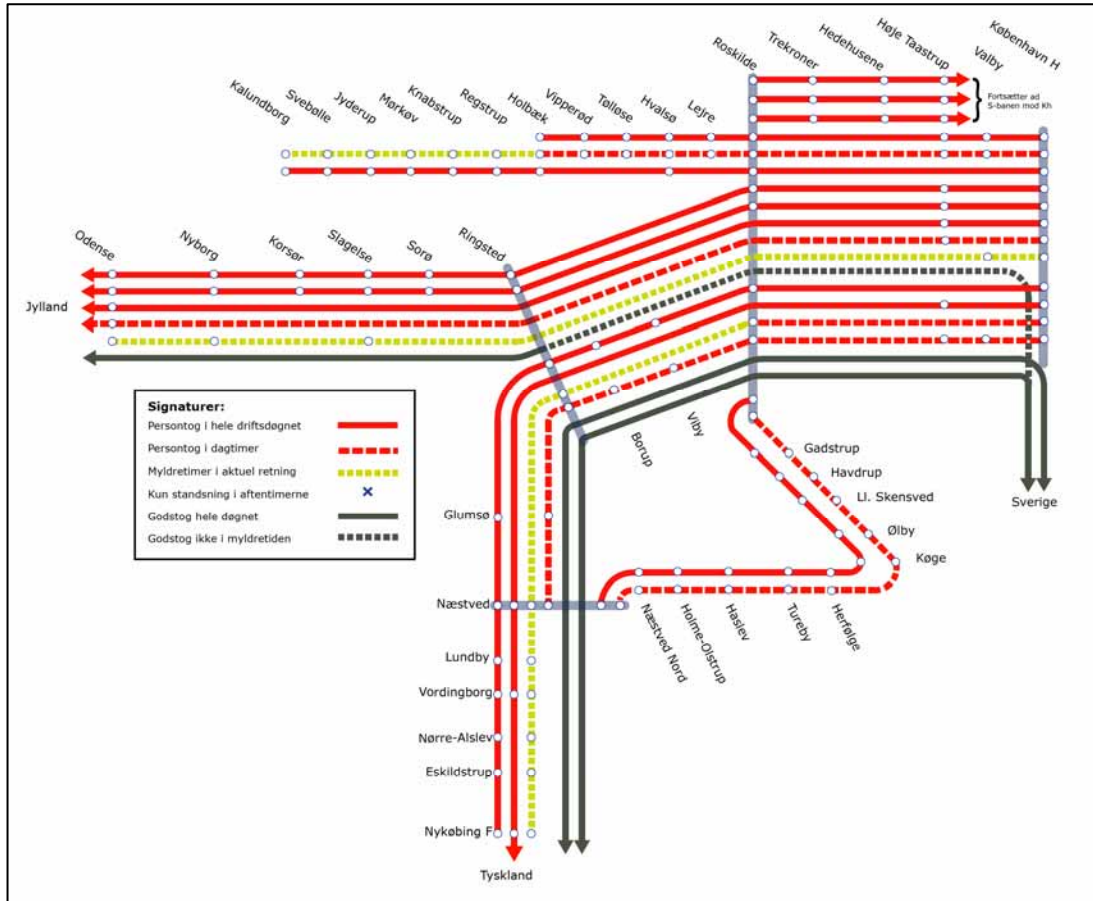 Kalundborg
Svebølle
Jyderup
Mørkøv
Knabstrup
Regstrup
Holbæk
Vipperød
Tølløse
Hvalsø
Lejre
Roskilde
Trekroner
Hedehusene
Høje Taastrup
Valby
København H
Fortsætter ad
S-banen mod Kh
Odense
Nyborg
Korsør
Slagelse
Sorø
Ringsted
Jylland
Signaturer:
Persontog i hele driftsdøgnet
Persontog i dagtimer
Myldretimer i aktuel retning
Kun standsning i aftentimerne
Godstog hele døgnet
Godstog ikke i myldretiden
Borup
Viby
Gadstrup
Havdrup
Ll. Skensved
Ølby
Køge
Sverige
Glumsø
Næstved
Næstved Nord
Holme-Olstrup
Haslev
Tureby
Herfølge
Lundby
Vordingborg
Nørre-Alslev
Eskildstrup
Nykøbing F
Tyskland